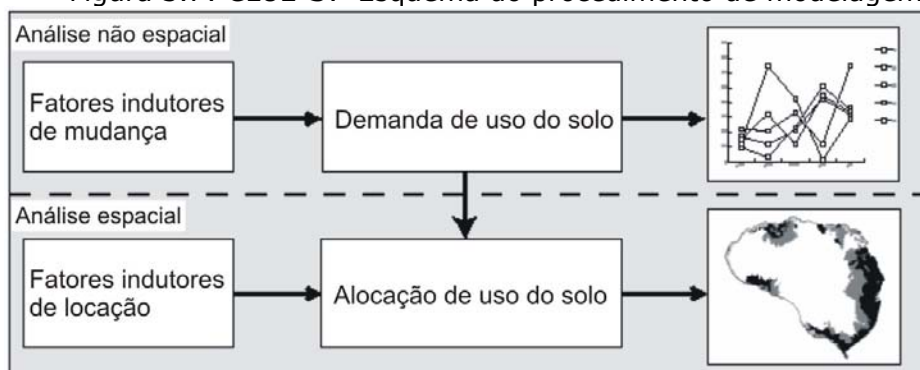 Análise não espacial
Fatores indutores
de mudança
Demanda de uso do solo
Análise espacial
Fatores indutores
de locação
Alocação de uso do solo